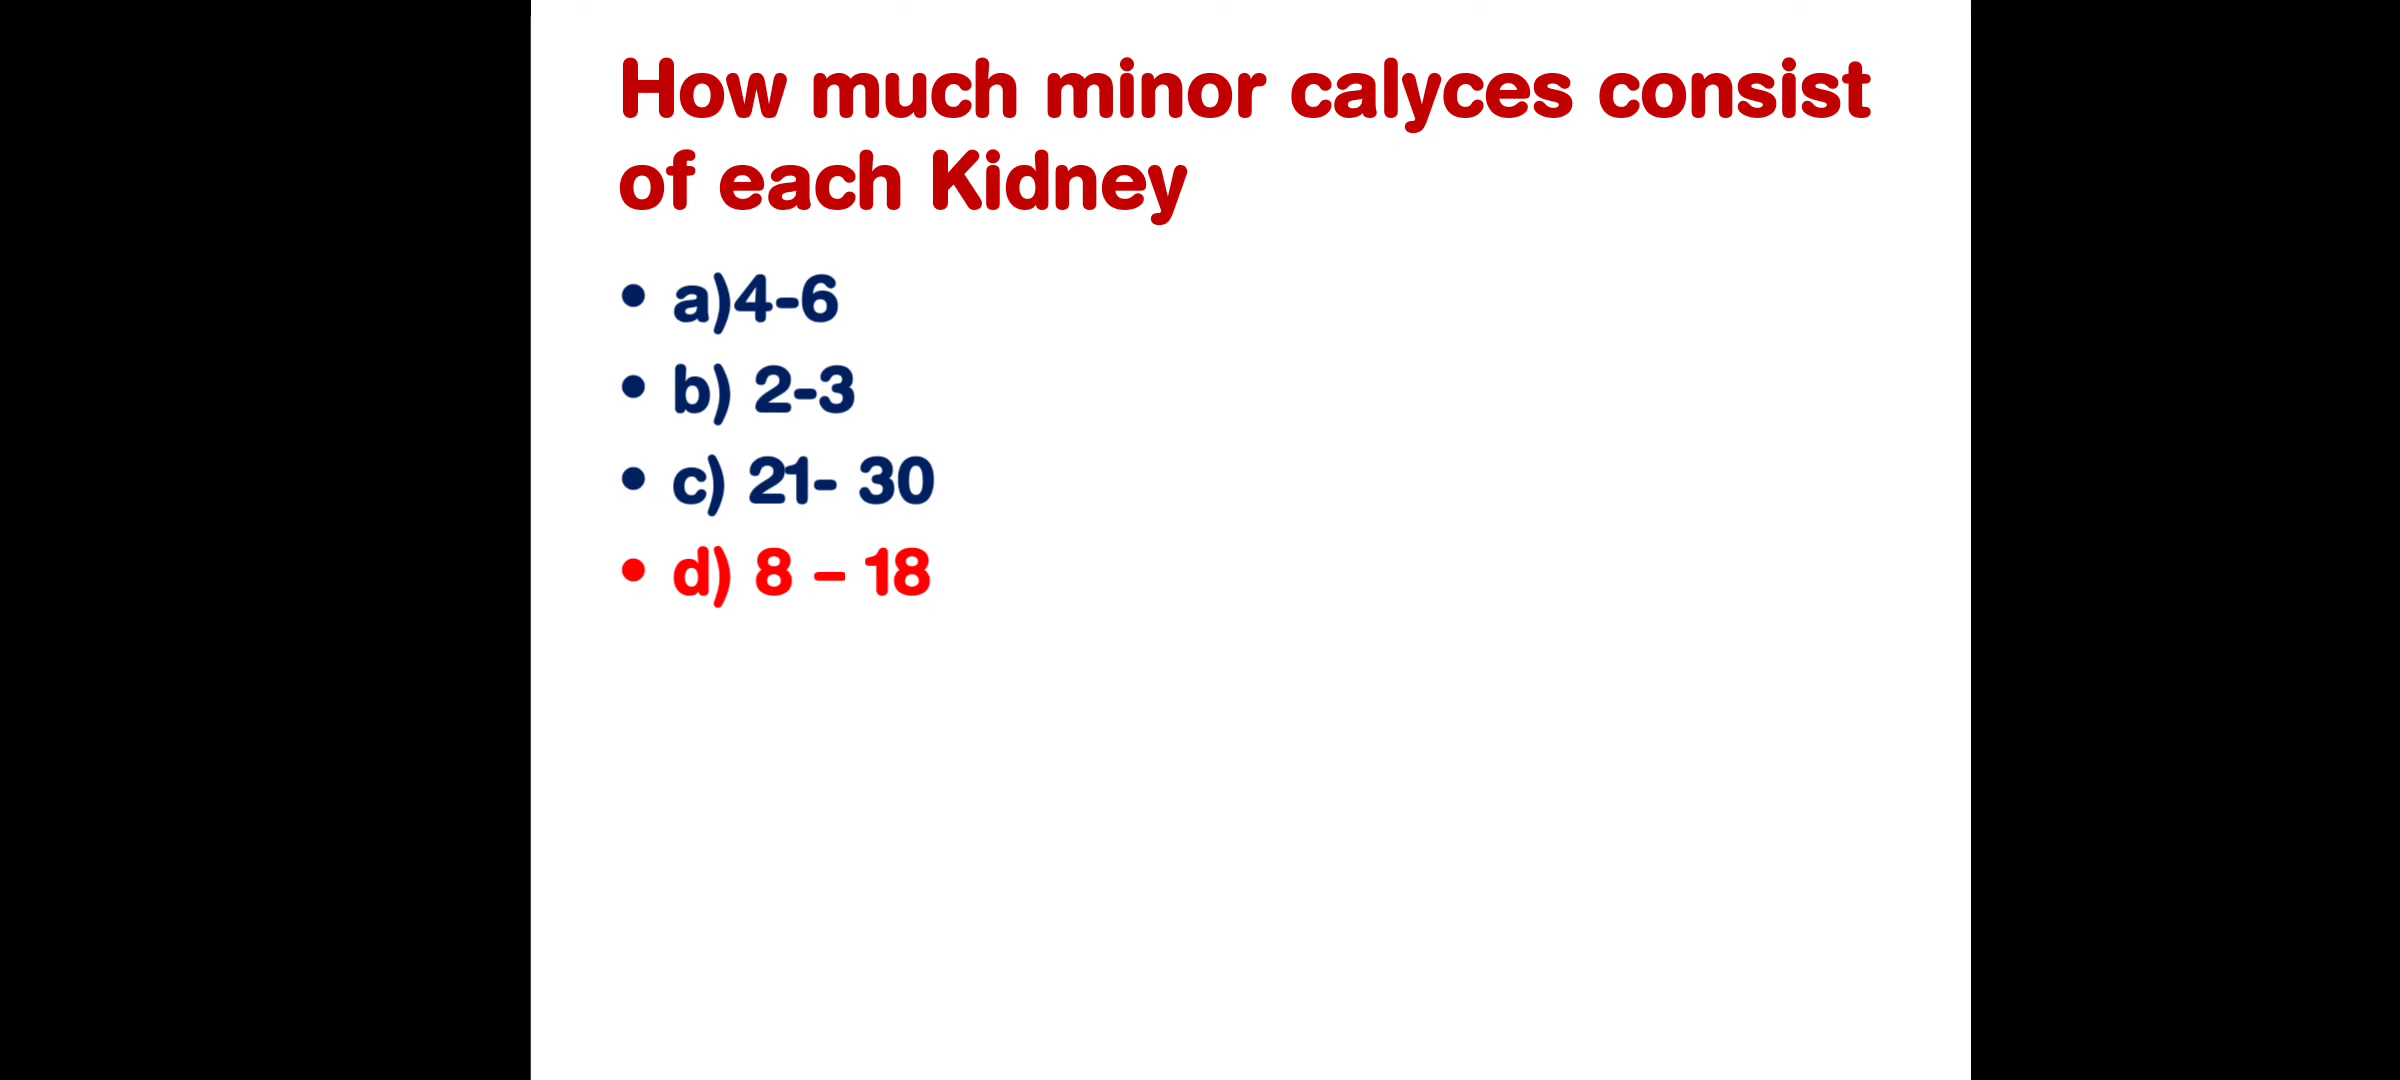 How much minor calyces consist
of each Kidney
• a)4-6
• b) 2-3
• c) 21- 30
• d) 8 – 18